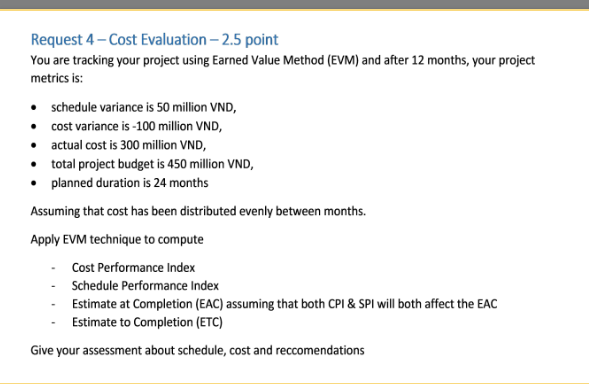 Request 4 – Cost Evaluation – 2.5 point
You are tracking your project using Earned Value Method (EVM) and after 12 months, your project
metrics is:
• schedule variance is 50 million VND,
• cost variance is -100 million VND,
• actual cost is 300 million VND,
• total project budget is 450 million VND,
• planned duration is 24 months
Assuming that cost has been distributed evenly between months.
Apply EVM technique to compute
- Cost Performance Index
- Schedule Performance Index
- Estimate at Completion (EAC) assuming that both CPI & SPI will both affect the EAC
- Estimate to Completion (ETC)
Give your assessment about schedule, cost and reccomendations